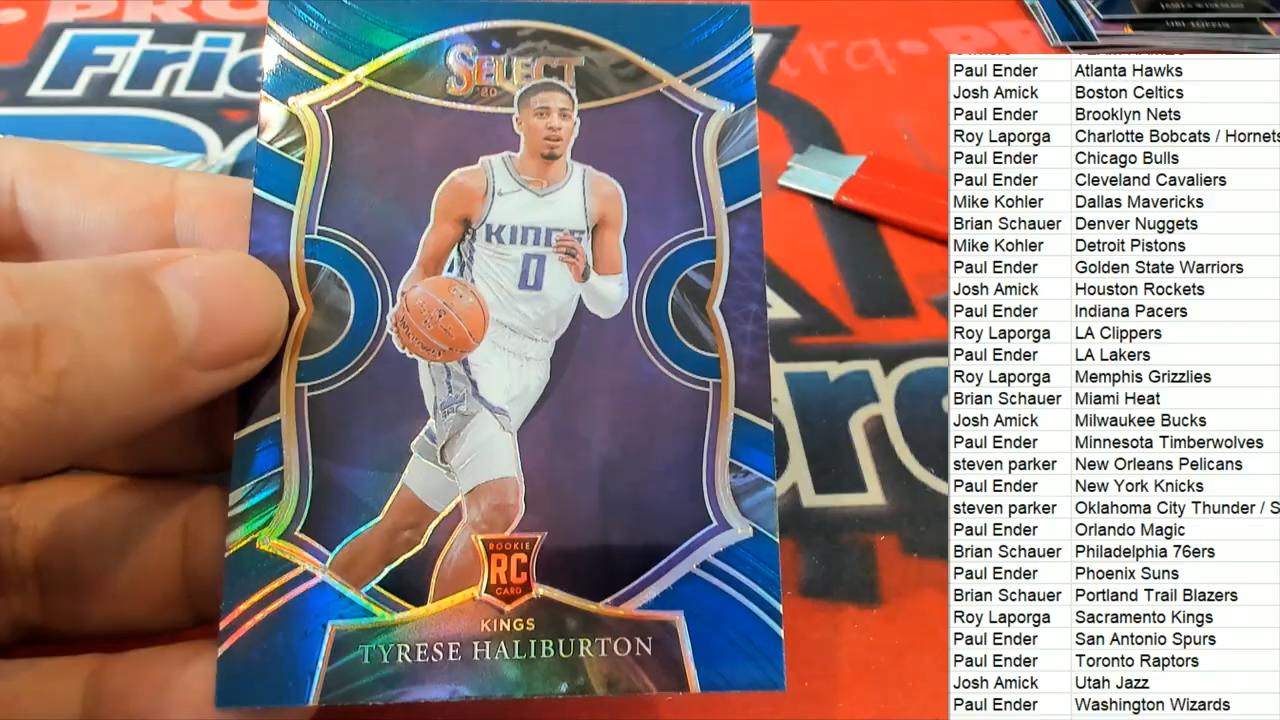 SELECT
20
KINGS
0
ROOKIE
RC
CARD
KINGS
TYRESE HALIBURTON
Fri
Paul Ender Atlanta Hawks
Josh Amick Boston Celtics
Paul Ender Brooklyn Nets
Roy Laporga Charlotte Bobcats / Hornets
Paul Ender Chicago Bulls
Paul Ender Cleveland Cavaliers
Mike Kohler Dallas Mavericks
Brian Schauer Denver Nuggets
Mike Kohler Detroit Pistons
Paul Ender Golden State Warriors
Josh Amick Houston Rockets
Paul Ender Indiana Pacers
Roy Laporga LA Clippers
Paul Ender LA Lakers
Roy Laporga Memphis Grizzlies
Brian Schauer Miami Heat
Josh Amick Milwaukee Bucks
Paul Ender Minnesota Timberwolves
steven parker New Orleans Pelicans
Paul Ender New York Knicks
steven parker Oklahoma City Thunder / S
Paul Ender Orlando Magic
Brian Schauer Philadelphia 76ers
Paul Ender Phoenix Suns
Brian Schauer Portland Trail Blazers
Roy Laporga Sacramento Kings
Paul Ender San Antonio Spurs
Paul Ender Toronto Raptors
Josh Amick Utah Jazz
Paul Ender Washington Wizards